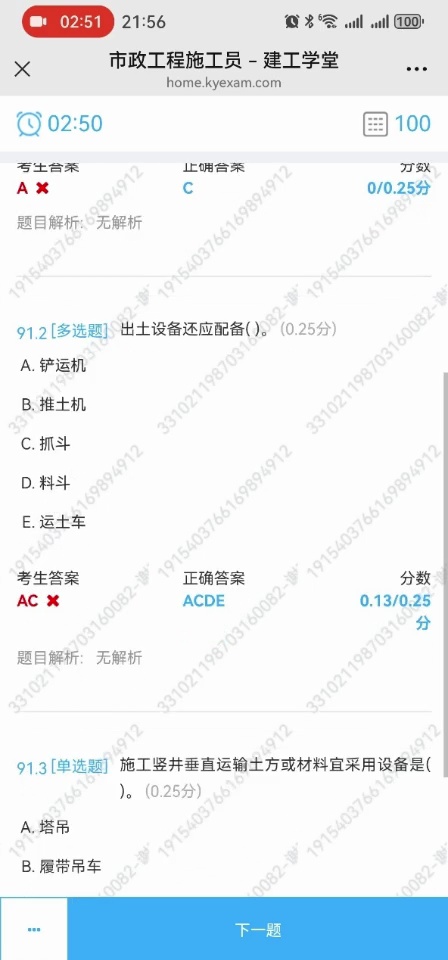 02:51 21:56 6 100
市政工程施工员 - 建工学堂
home.kyexam.com
02:50 100
考生答案 正确答案 分数
A C 0/0.25分
题目解析: 无解析
91.2 [多选题] 出土设备还应配备( )。 (0.25分)
A. 铲运机
B. 推土机
C. 抓斗
D. 料斗
E. 运土车
考生答案 正确答案 分数
AC ACDE 0.13/0.25
分
题目解析: 无解析
91.3 [单选题] 施工竖井垂直运输土方或材料宜采用设备是(
)。 (0.25分)
A. 塔吊
B. 履带吊车
下一题
331021198703160082
1915403766169894912